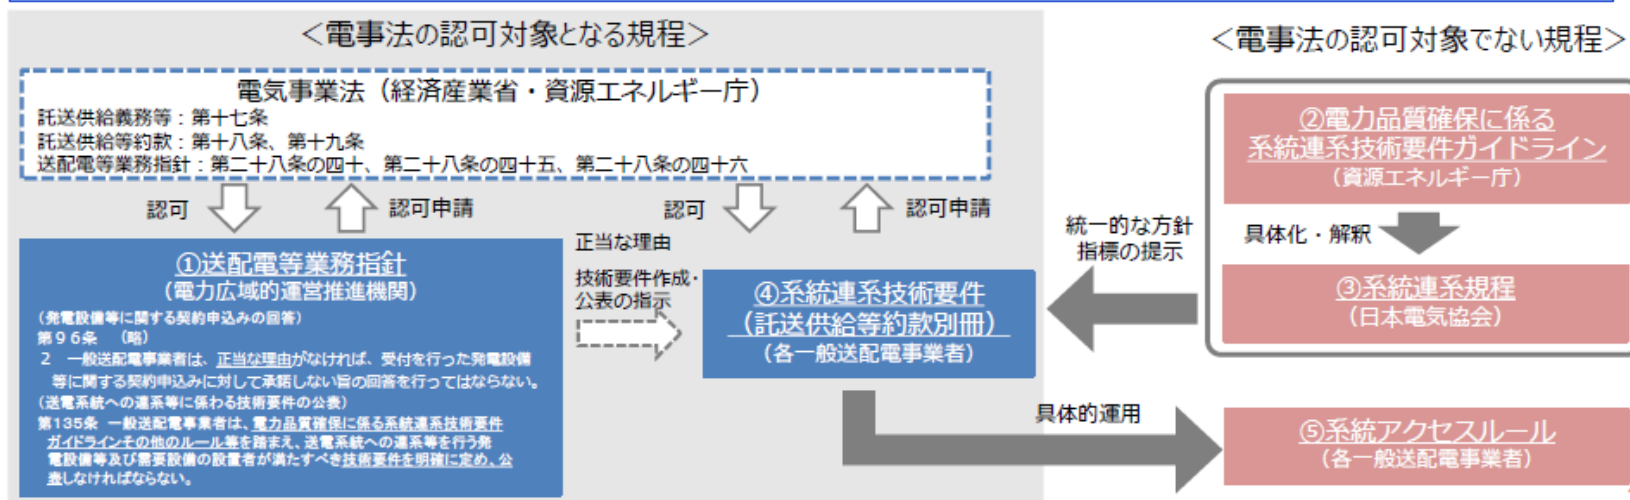 ＜電事法の認可対象となる規程＞
電気事業法（経済産業省・資源エネルギー庁）
託送供給義務等：第十七条
託送供給等約款：第十八条、第十九条
送配電等業務指針：第二十八条の四十、第二十八条の四十五、第二十八条の四十六
認可
認可申請
認可
認可申請
①送配電等業務指針
（電力広域的運営推進機関）
（発電設備等に関する契約申込みの回答）
第９６条　（略）
２　一般送配電事業者は、正当な理由がなければ、受付を行った発電設備
等に関する契約申込みに対して承諾しない旨の回答を行ってはならない。
（送電系統への連系等に係わる技術要件の公表）
第135条　一般送配電事業者は、電力品質確保に係る系統連系技術要件
ガイドラインその他のルール等を踏まえ、送電系統への連系等を行う発
電設備等及び需要設備の設置者が満たすべき技術要件を明確に定め、公
表しなければならない。
正当な理由
技術要件作成・
公表の指示
④系統連系技術要件
（託送供給等約款別冊）
（各一般送配電事業者）
統一的な方針
指標の提示
具体的運用
＜電事法の認可対象でない規程＞
②電力品質確保に係る
系統連系技術要件ガイドライン
（資源エネルギー庁）
具体化・解釈
③系統連系規程
（日本電気協会）
⑤系統アクセスルール
（各一般送配電事業者）